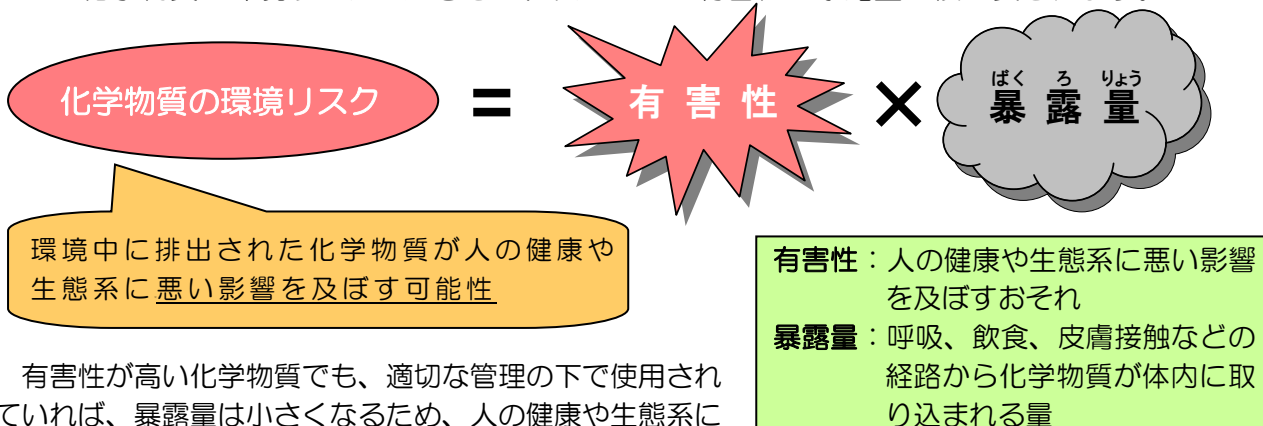 化学物質の環境リスク = 有害性 × 暴露量
ばく ろ りょう
環境中に排出された化学物質が人の健康や
生態系に悪い影響を及ぼす可能性
有害性：人の健康や生態系に悪い影響
を及ぼすおそれ
暴露量：呼吸、飲食、皮膚接触などの
経路から化学物質が体内に取
り込まれる量
有害性が高い化学物質でも、適切な管理の下で使用され
ていれば、暴露量は小さくなるため、人の健康や生態系に